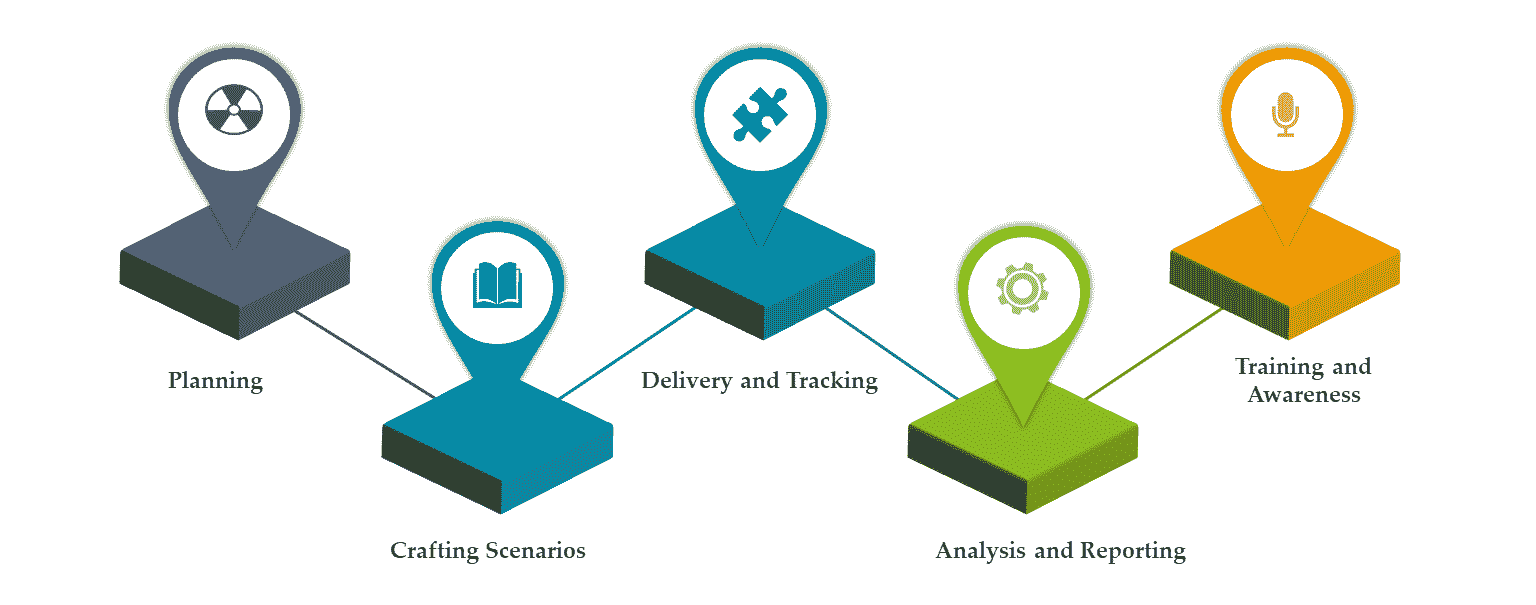 Planning
Crafting Scenarios
Delivery and Tracking
Analysis and Reporting
Training and
Awareness